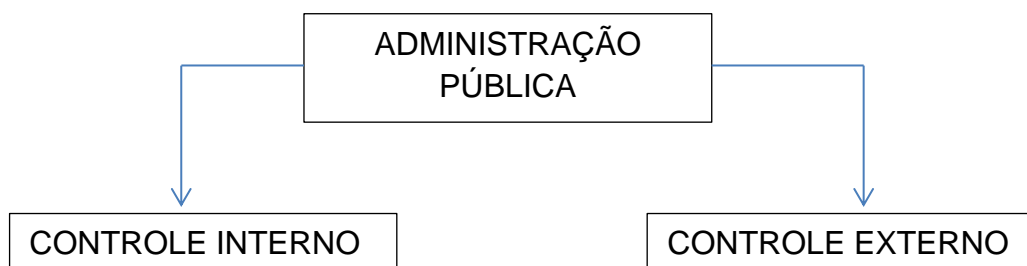 ADMINISTRAÇÃO
PÚBLICA
CONTROLE INTERNO
CONTROLE EXTERNO